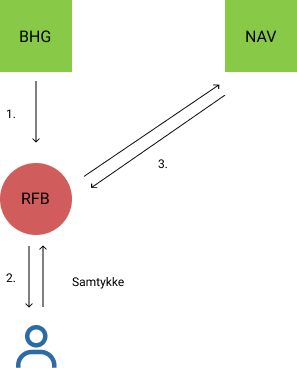 BHG
NAV
1.
3.
RFB
2.
Samtykke